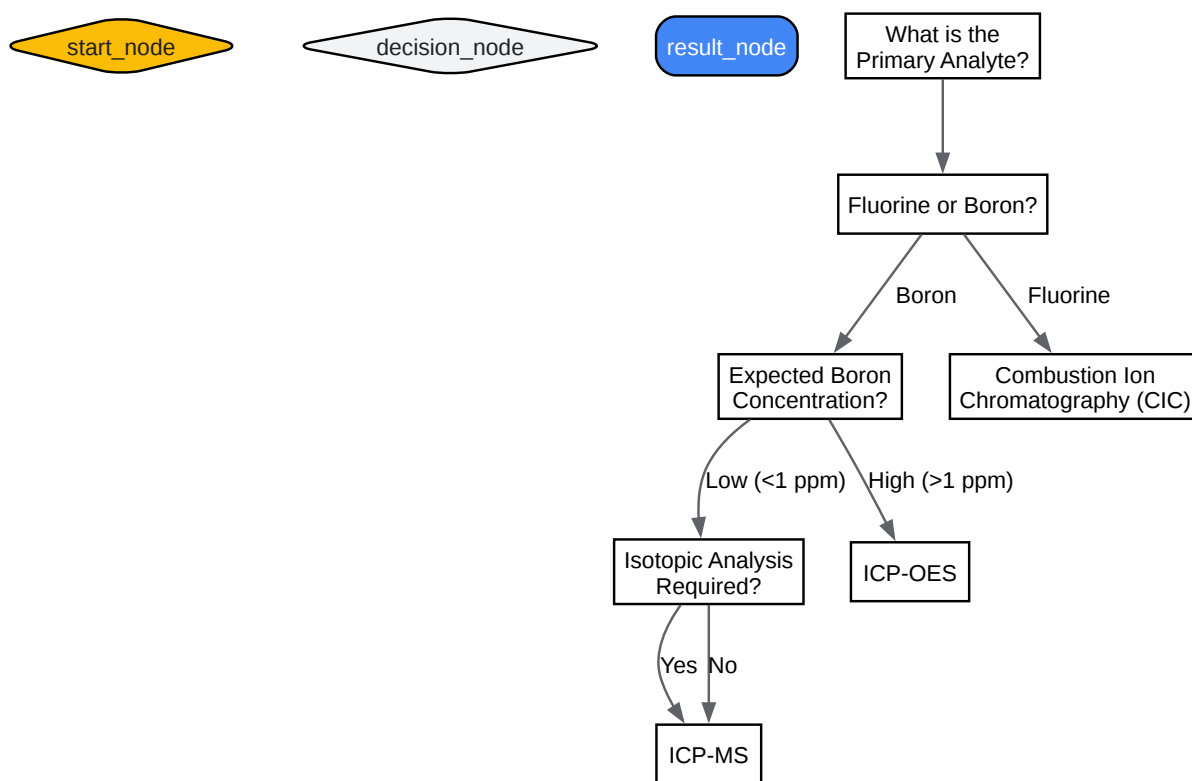 start_node
decision_node
result_node
What is the
Primary Analyte?
Fluorine or Boron?
Boron
Fluorine
Expected Boron
Concentration?
Combustion Ion
Chromatography (CIC)
Low (<1 ppm)
High (>1 ppm)
Isotopic Analysis
Required?
ICP-OES
Yes
No
ICP-MS